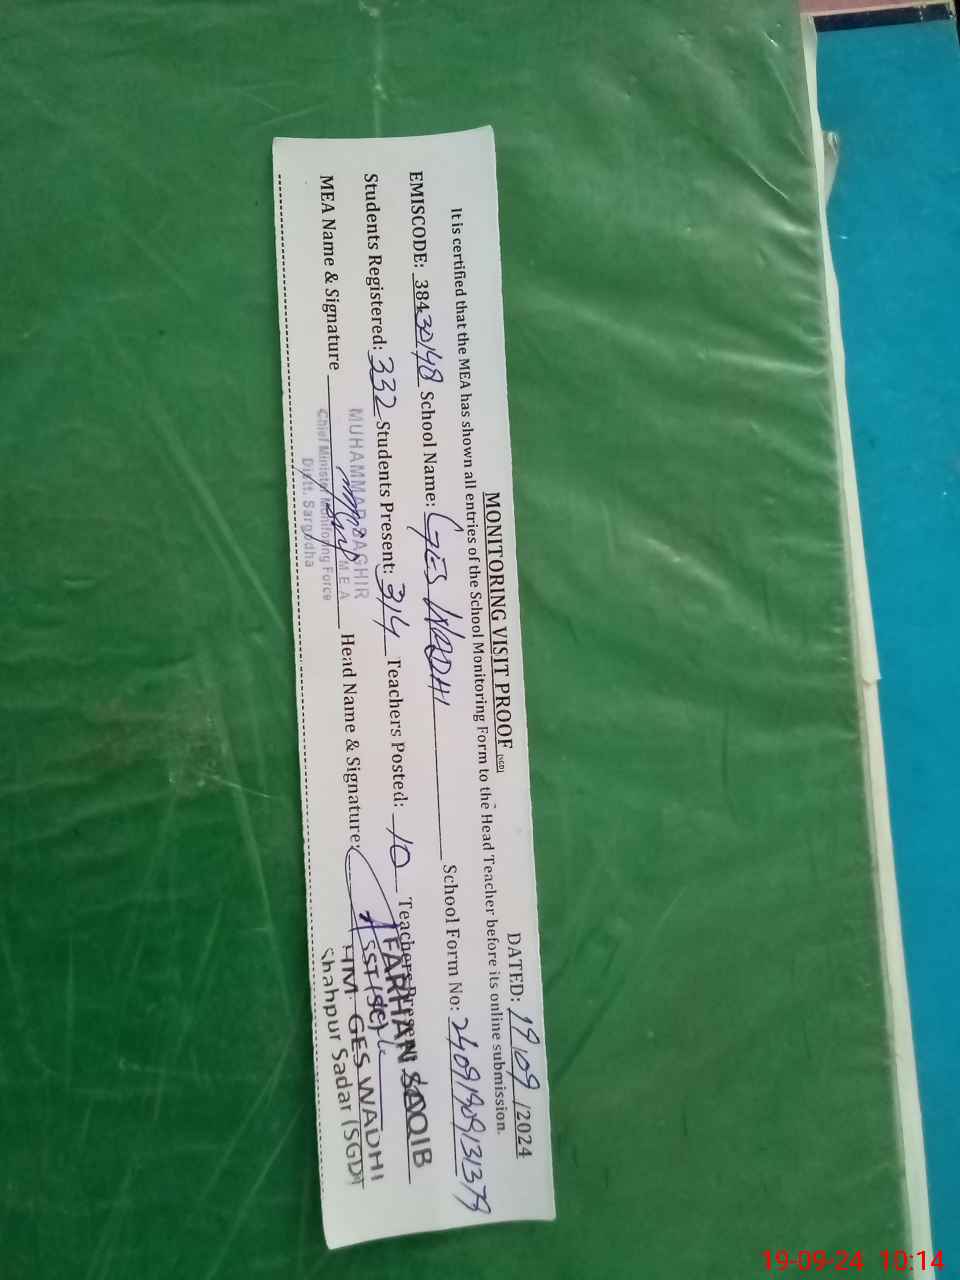 MONITORING VISIT PROOF (SGD)
DATED: 19/09/2024
It is certified that the MEA has shown all entries of the School Monitoring Form to the Head Teacher before its online submission.
EMISCODE: 38430148 School Name: GES WADHI School Form No:
Students Registered: 332 Students Present: 314 Teachers Posted: 10 Teachers Present
MEA Name & Signature Head Name & Signature:
MUHAMMAD SAGHIR
M.E.A
Chief Minister Monitoring Force
Distt. Sargodha
FARHAN SAQIB
SST (SC)
HM GES WADHI
Shahpur Sadar (SGD)
19-09-24 10:14